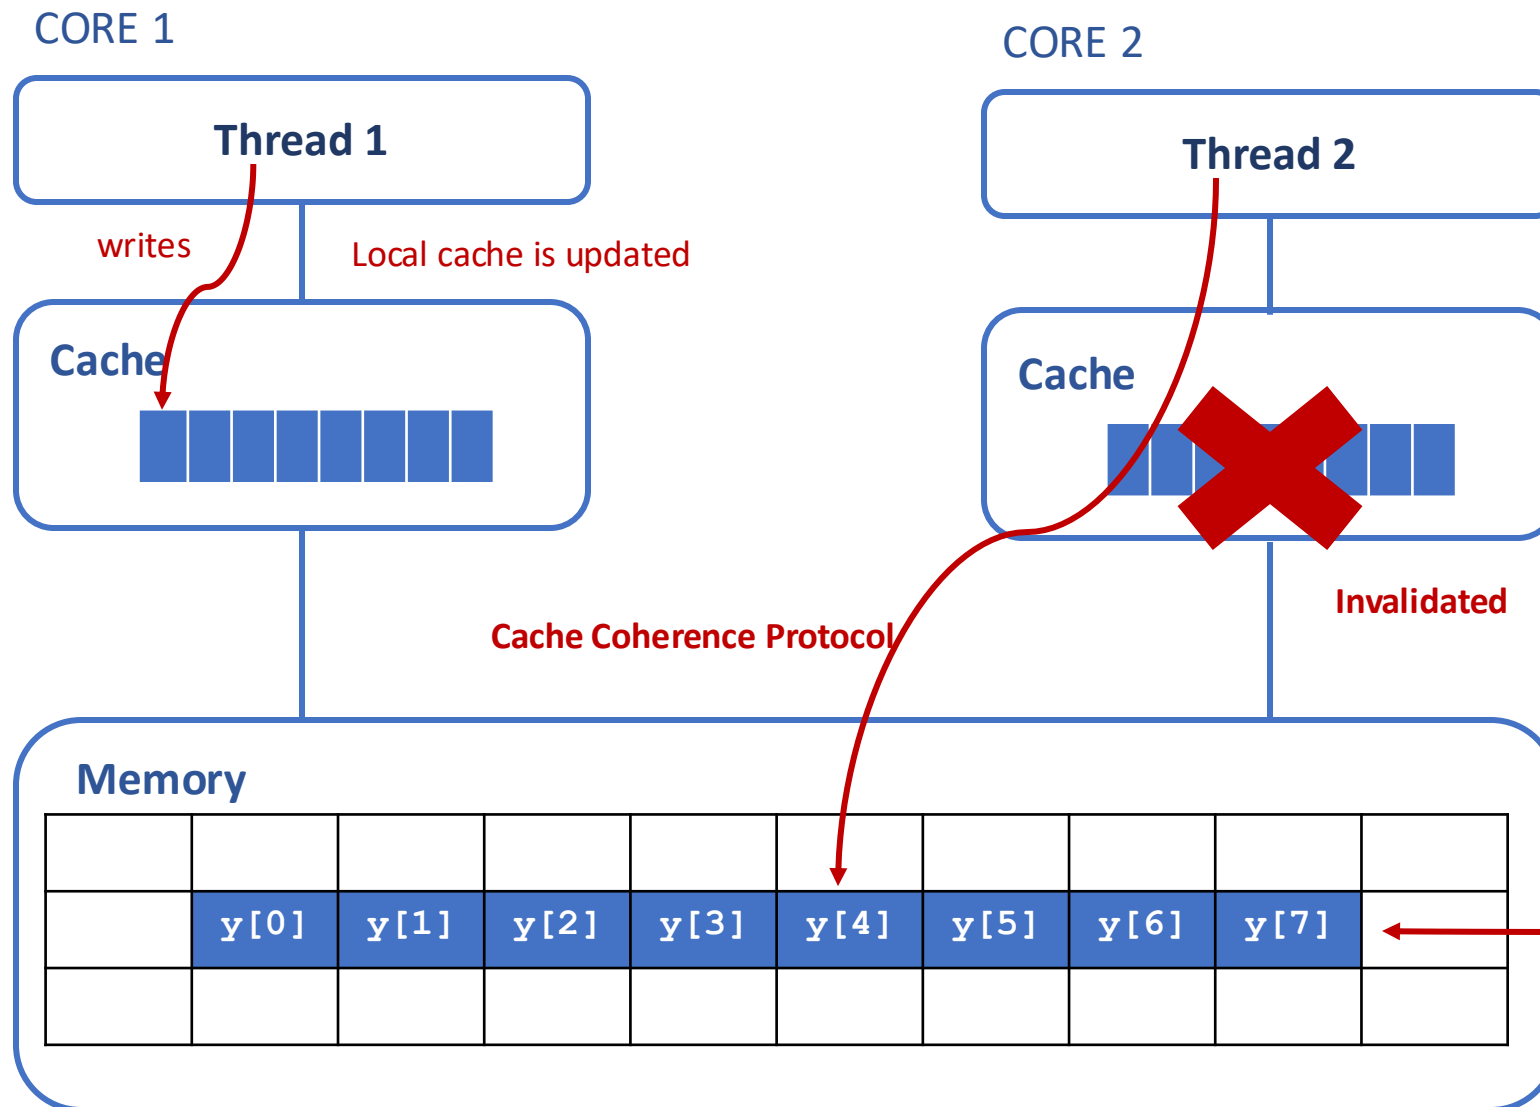 CORE 1
CORE 2
Thread 1
Thread 2
writes
Local cache is updated
Cache
Cache
Invalidated
Cache Coherence Protocol
Memory
y[0] y[1] y[2] y[3] y[4] y[5] y[6] y[7]